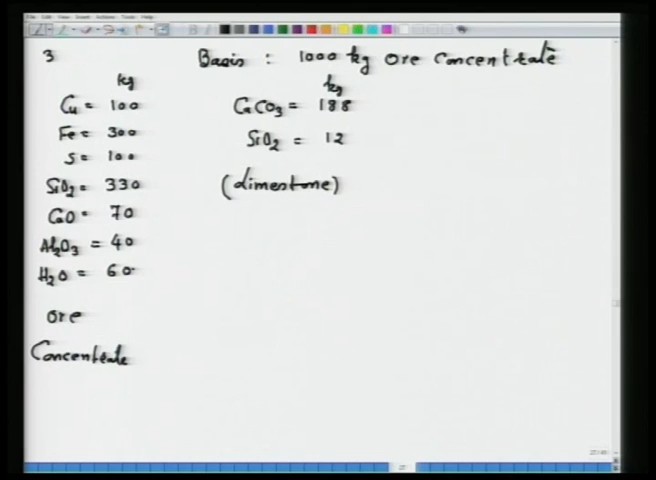 3 Basis : 1000 kg ore concentrate
kg kg
Cu = 100 CaCO3 = 188
Fe = 300 SiO2 = 12
S = 100
SiO2 = 330 (Limestone)
CaO = 70
Al2O3 = 40
H2O = 60
ore
Concentrate